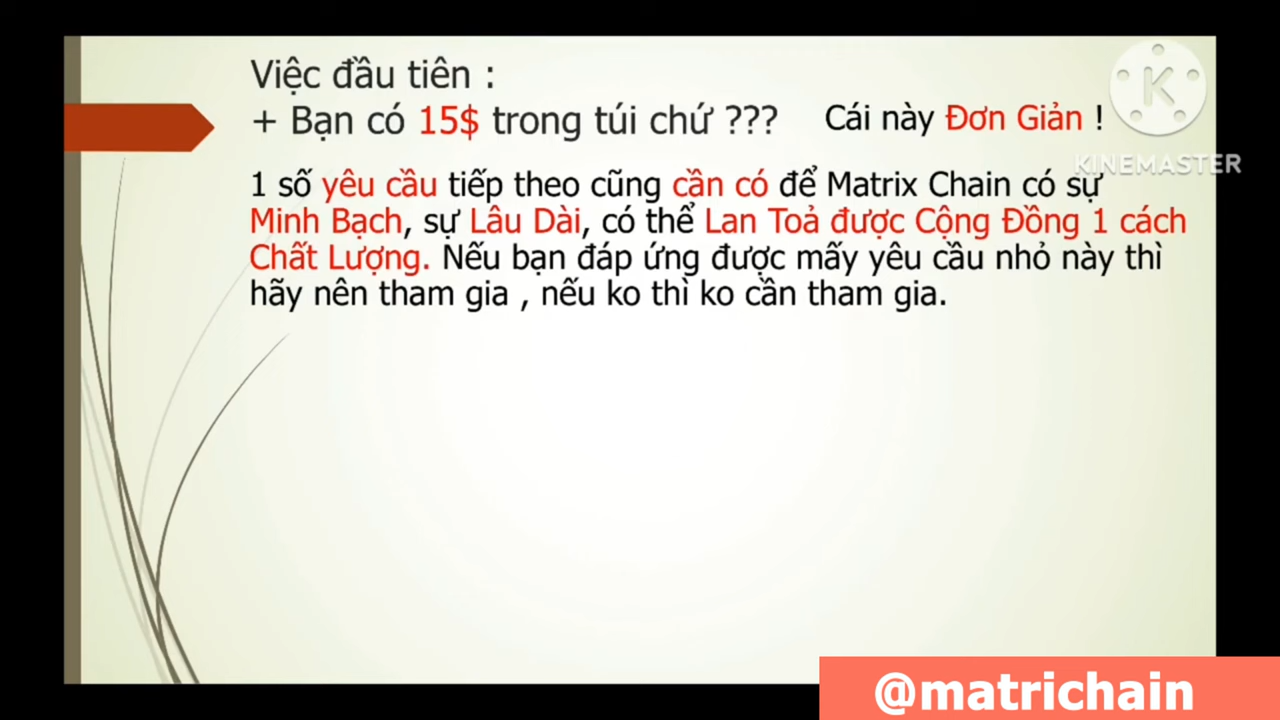 Việc đầu tiên :
+ Bạn có 15$ trong túi chứ ??? Cái này Đơn Giản !
K
KINEMASTER
1 số yêu cầu tiếp theo cũng cần có để Matrix Chain có sự
Minh Bạch, sự Lâu Dài, có thể Lan Toả được Cộng Đồng 1 cách
Chất Lượng. Nếu bạn đáp ứng được mấy yêu cầu nhỏ này thì
hãy nên tham gia , nếu ko thì ko cần tham gia.
@matrichain